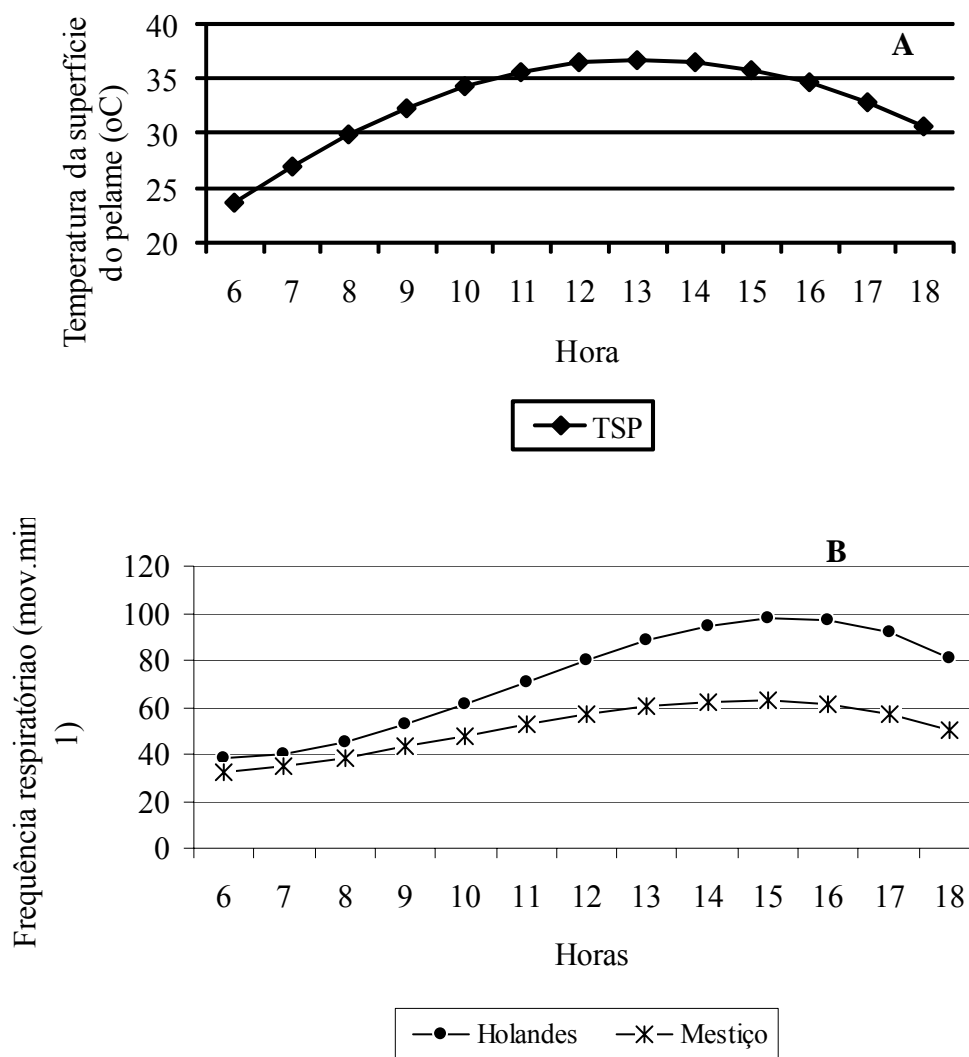 A
Temperatura da superfície
do pelame (oC)
40
35
30
25
20
6 7 8 9 10 11 12 13 14 15 16 17 18
Hora
TSP
B
Frequência respiratóriao (mov.min
1)
120
100
80
60
40
20
0
6 7 8 9 10 11 12 13 14 15 16 17 18
Horas
Holandes Mestiço